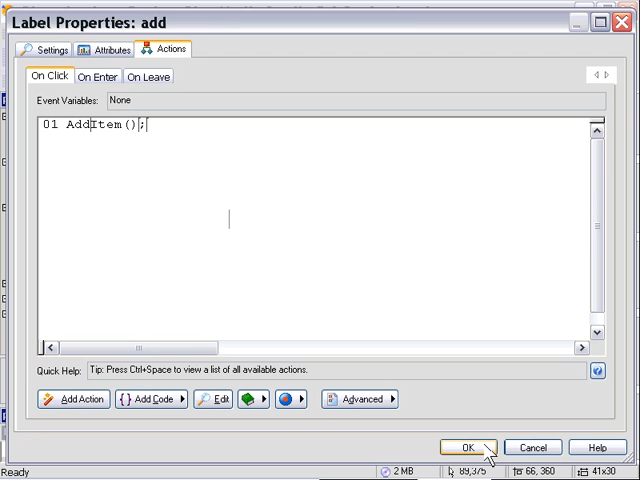 Label Properties: add
Settings Attributes Actions
On Click On Enter On Leave
Event Variables: None
01 AddItem();
Quick Help: Tip: Press Ctrl+Space to view a list of all available actions.
Add Action { } Add Code Edit Advanced
OK Cancel Help
Ready 2 MB 89,375 66, 360 41x30